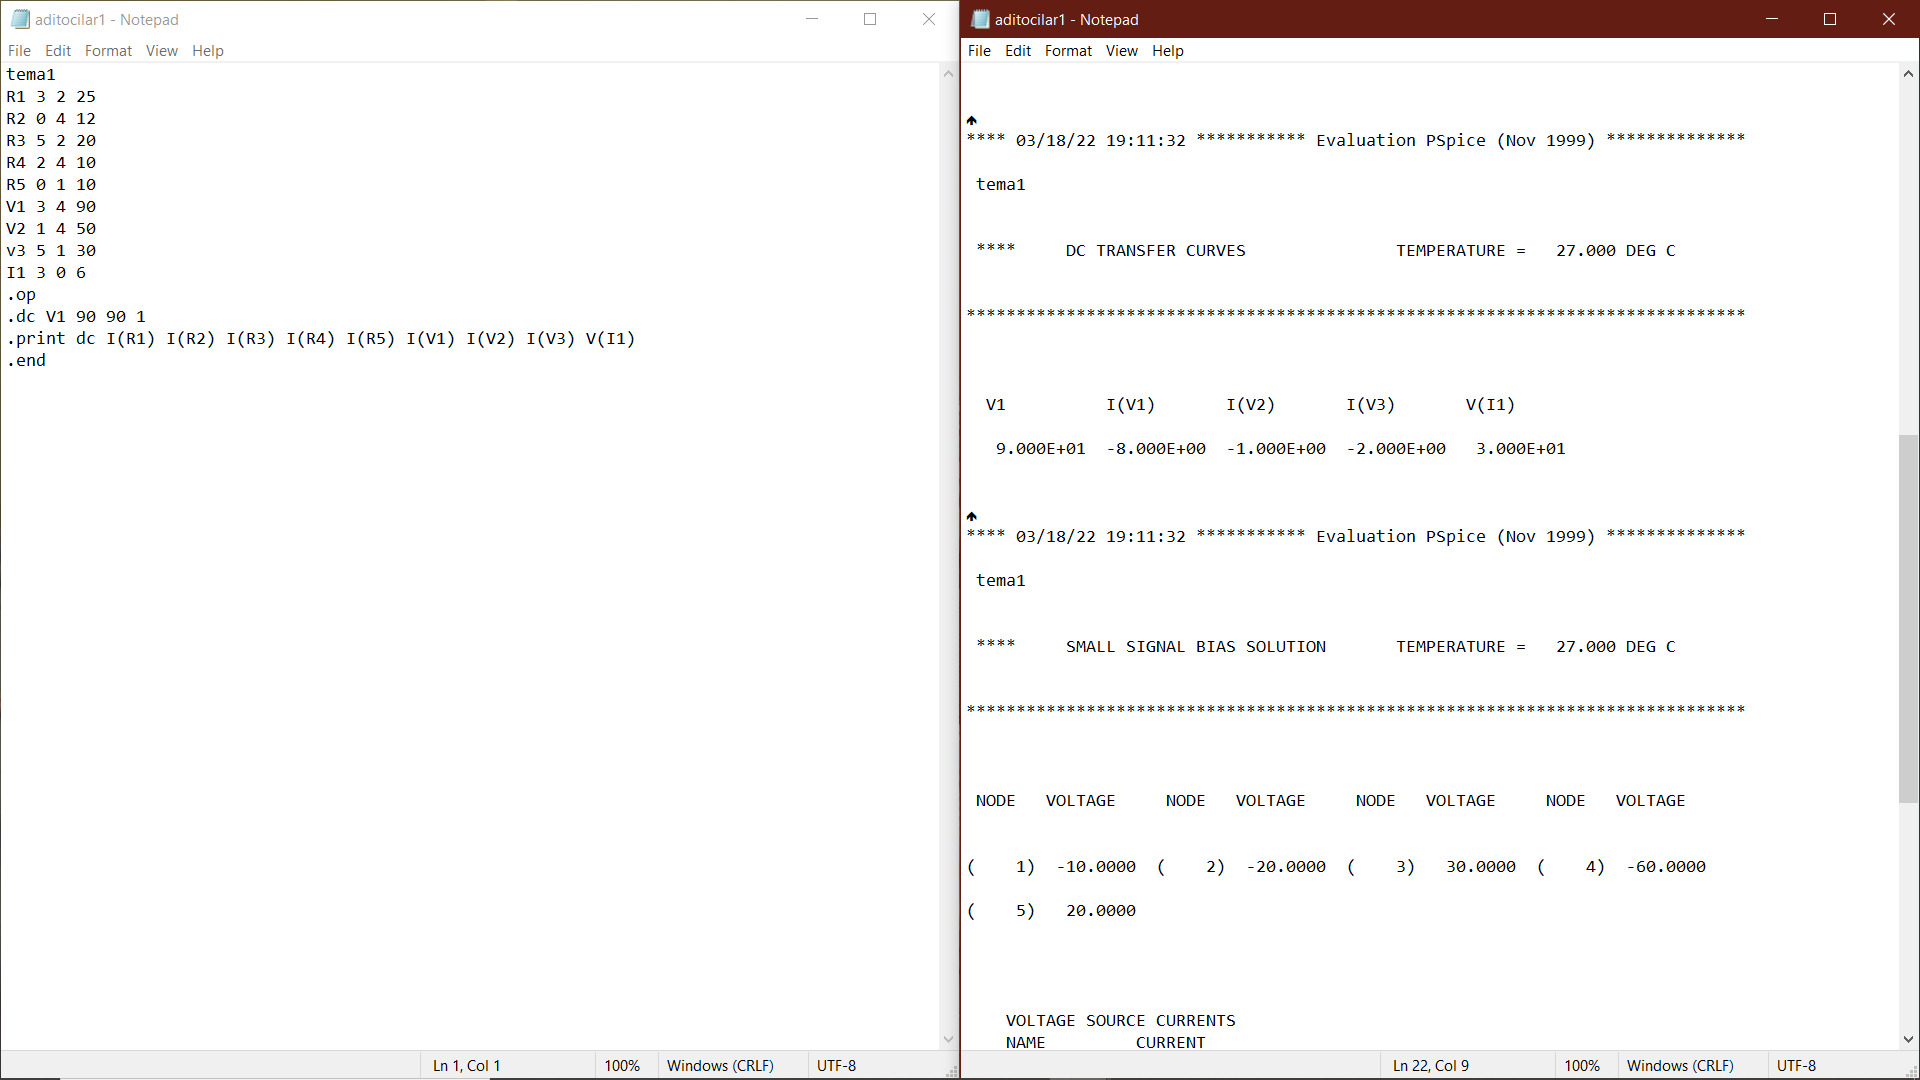 aditocilar1 - Notepad
File Edit Format View Help
tema1
R1 3 2 25
R2 0 4 12
R3 5 2 20
R4 2 4 10
R5 0 1 10
V1 3 4 90
V2 1 4 50
v3 5 1 30
I1 3 0 6
.op
.dc V1 90 90 1
.print dc I(R1) I(R2) I(R3) I(R4) I(R5) I(V1) I(V2) I(V3) V(I1)
.end
Ln 1, Col 1 100% Windows (CRLF) UTF-8
aditocilar1 - Notepad
File Edit Format View Help
**** 03/18/22 19:11:32 *********** Evaluation PSpice (Nov 1999) **************
tema1
**** DC TRANSFER CURVES TEMPERATURE = 27.000 DEG C
******************************************************************************
V1 I(V1) I(V2) I(V3) V(I1)
9.000E+01 -8.000E+00 -1.000E+00 -2.000E+00 3.000E+01
**** 03/18/22 19:11:32 *********** Evaluation PSpice (Nov 1999) **************
tema1
**** SMALL SIGNAL BIAS SOLUTION TEMPERATURE = 27.000 DEG C
******************************************************************************
NODE VOLTAGE NODE VOLTAGE NODE VOLTAGE NODE VOLTAGE
( 1) -10.0000 ( 2) -20.0000 ( 3) 30.0000 ( 4) -60.0000
( 5) 20.0000
VOLTAGE SOURCE CURRENTS
NAME CURRENT
Ln 22, Col 9 100% Windows (CRLF) UTF-8